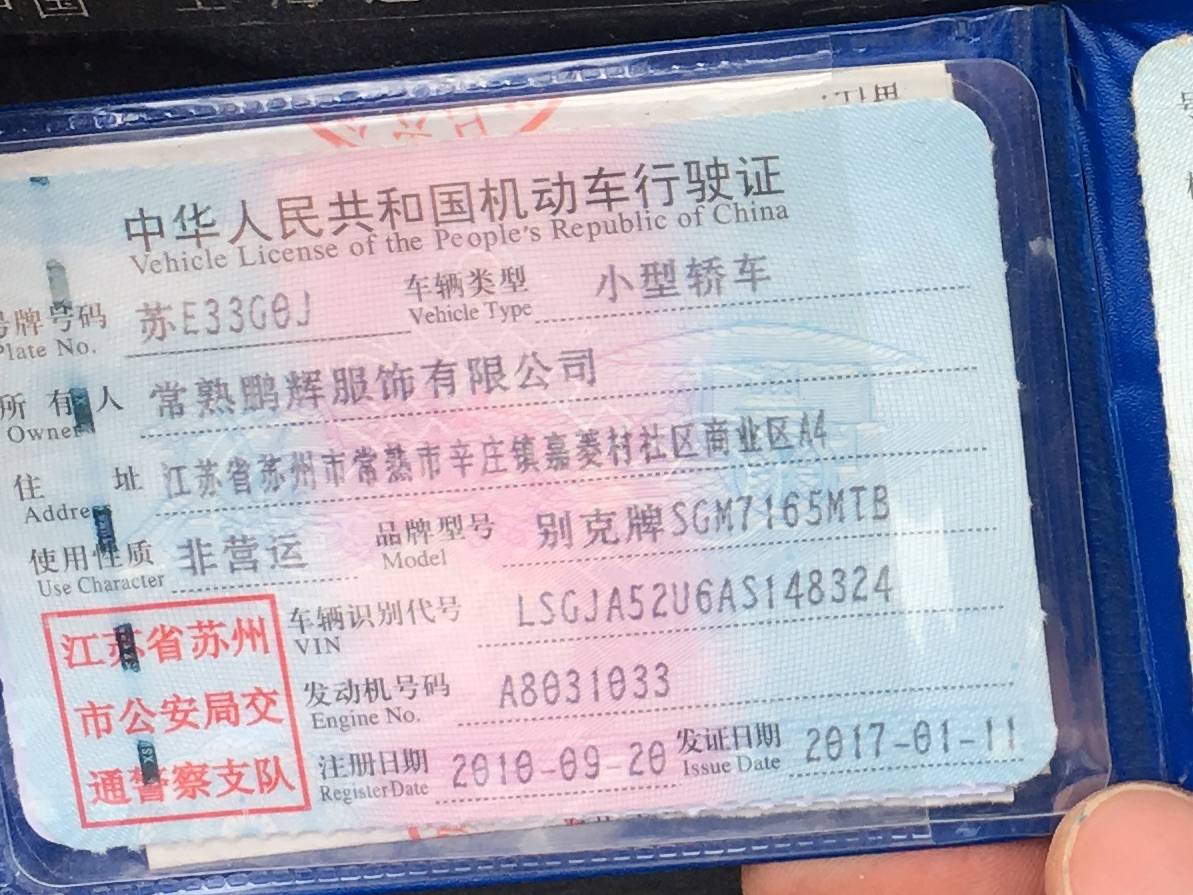 中华人民共和国机动车行驶证
Vehicle License of the People's Republic of China
号牌号码 苏E33G0J 车辆类型 小型轿车
Plate No. Vehicle Type
所有人 常熟鹏辉服饰有限公司
Owner
住址 江苏省苏州市常熟市辛庄镇嘉菱村社区商业区A4
Address
使用性质 非营运 品牌型号 别克牌SGM7165MTB
Use Character Model
江苏省苏州
市公安局交
通警察支队
车辆识别代号 LSGJA52U6AS148324
VIN
发动机号码 A8031033
Engine No.
注册日期 2010-09-20 发证日期 2017-01-11
Register Date Issue Date